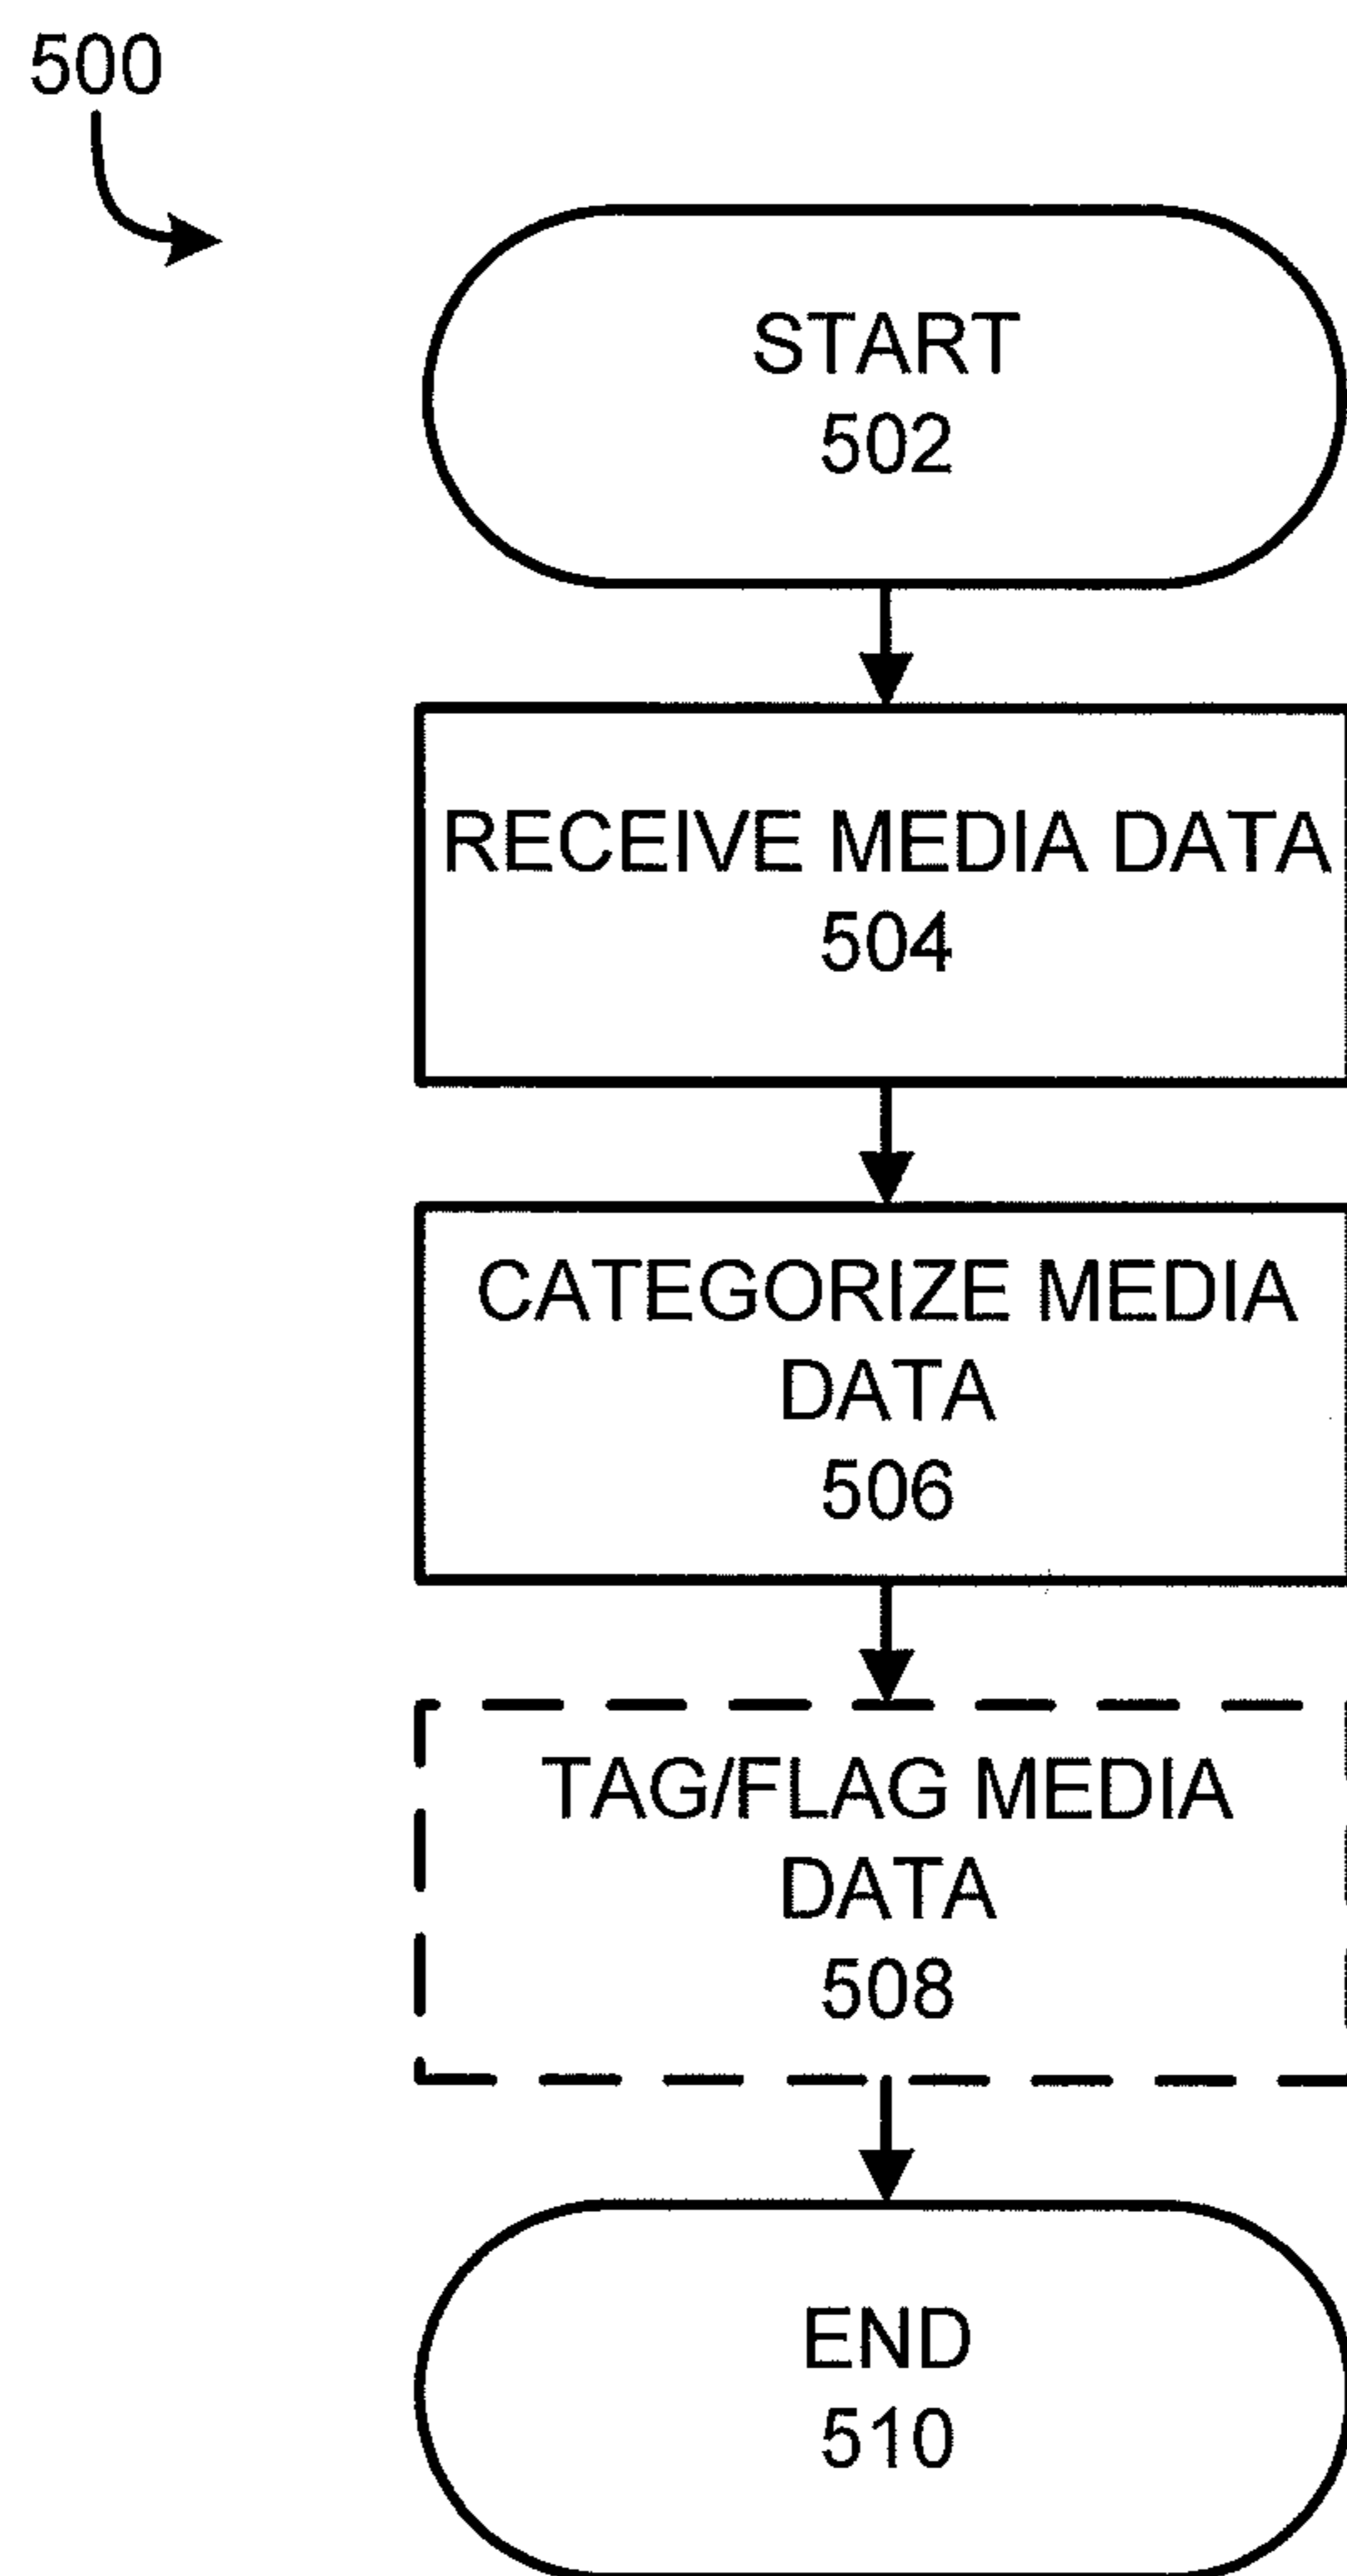 500
START
502
RECEIVE MEDIA DATA
504
CATEGORIZE MEDIA
DATA
506
TAG/FLAG MEDIA
DATA
508
END
510